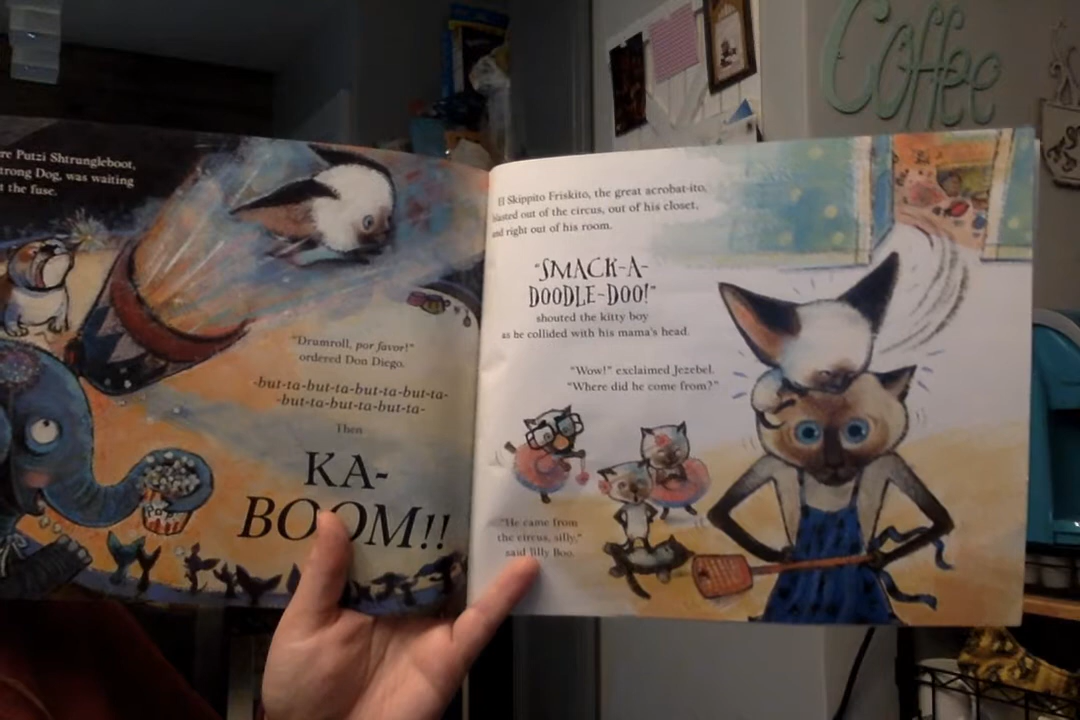 re Putzi Shtrungleboot,
trong Dog, was waiting
t the fuse.
"Drumroll, por favor!"
ordered Don Diego.
-but-ta-but-ta-but-ta-but-ta-
-but-ta-but-ta-but-ta-
Then
KA-
BOOM!!
Pop
El Skippito Friskito, the great acrobat-ito,
blasted out of the circus, out of his closet,
and right out of his room.
"SMACK-A-
DOODLE-DOO!"
shouted the kitty boy
as he collided with his mama's head.
"Wow!" exclaimed Jezebel.
"Where did he come from?"
"He came from
the circus, silly,"
said Jilly Boo.
Coffee